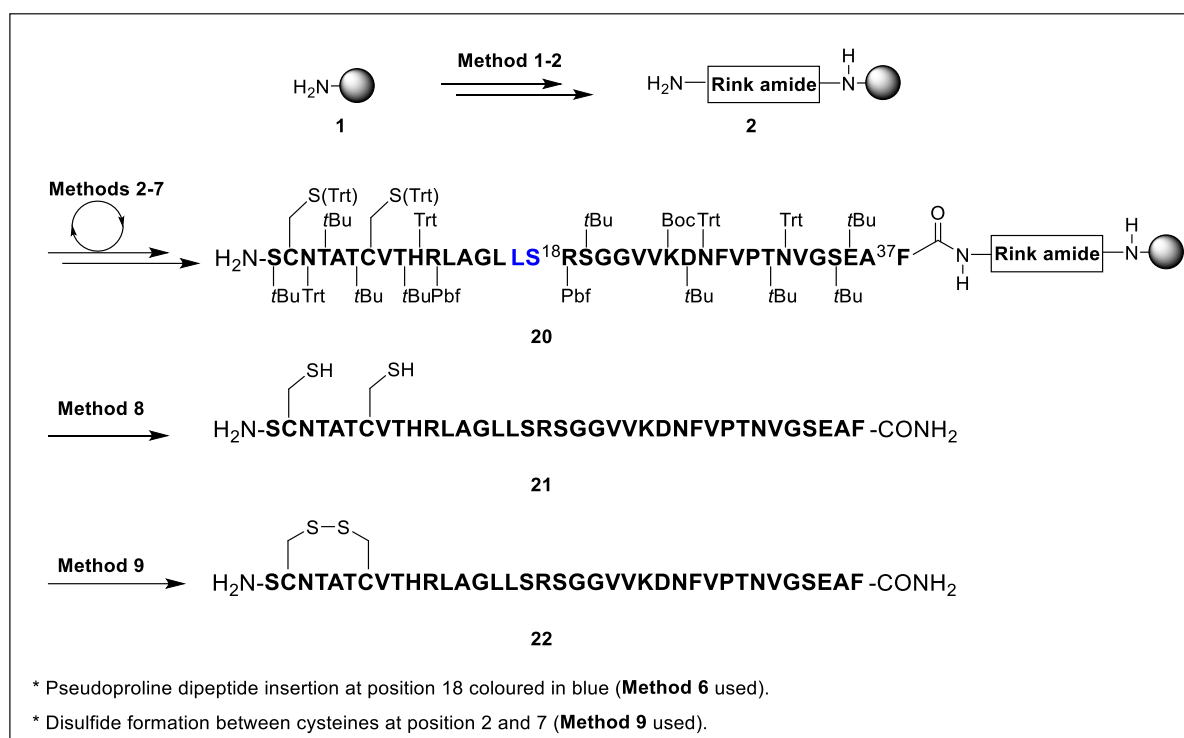 Method 1-2
H₂N
H₂N Rink amide N
H
1
2
Methods 2-7
S(Trt) S(Trt)
tBu Trt tBu Boc Trt Trt tBu O
H₂N-SCNTATCVTHRLAGL LS ¹⁸RSGGVVKDNFVPTNVGSEA ³⁷F N Rink amide N
H H
tBu Trt tBu tBu Pbf Pbf tBu tBu tBu
20
SH SH
Method 8
H₂N-SCNTATCVTHRLAGLLSRSGGVVKDNFVPTNVGSEAF-CONH₂
21
S-S
Method 9
H₂N-SCNTATCVTHRLAGLLSRSGGVVKDNFVPTNVGSEAF-CONH₂
22
* Pseudoproline dipeptide insertion at position 18 coloured in blue (Method 6 used).
* Disulfide formation between cysteines at position 2 and 7 (Method 9 used).